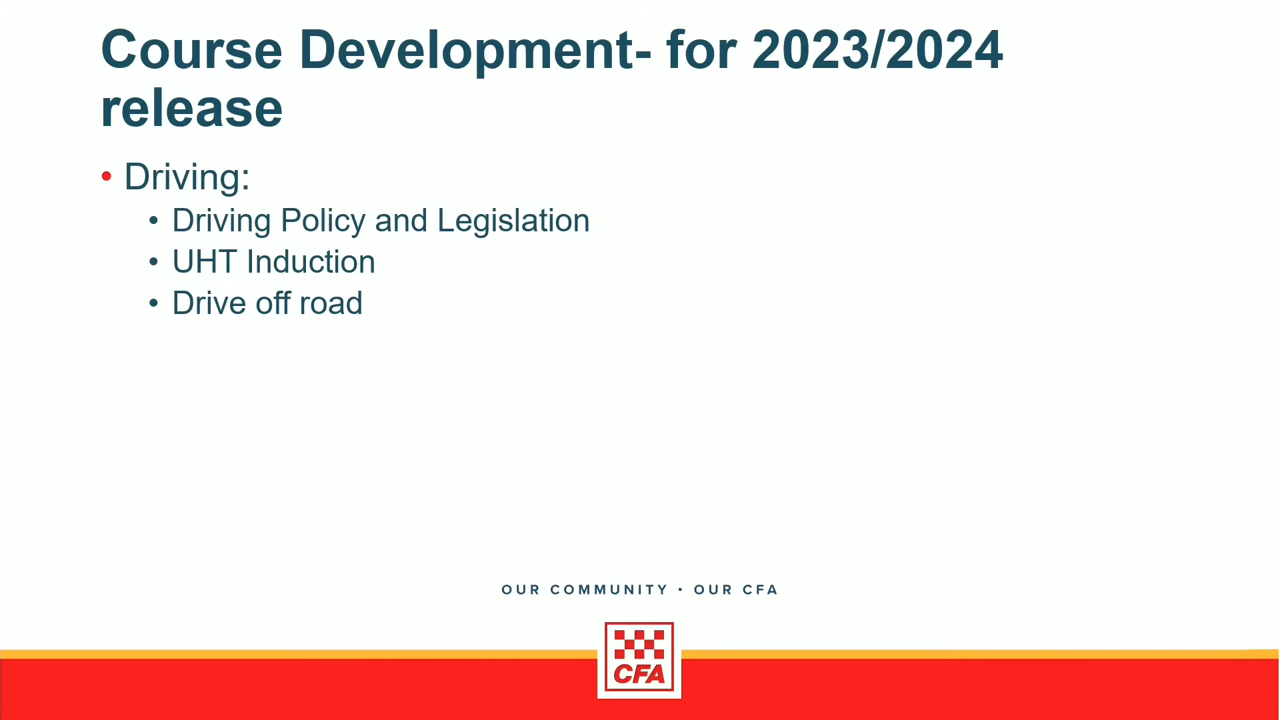 Course Development- for 2023/2024
release
• Driving:
• Driving Policy and Legislation
• UHT Induction
• Drive off road
OUR COMMUNITY • OUR CFA
CFA